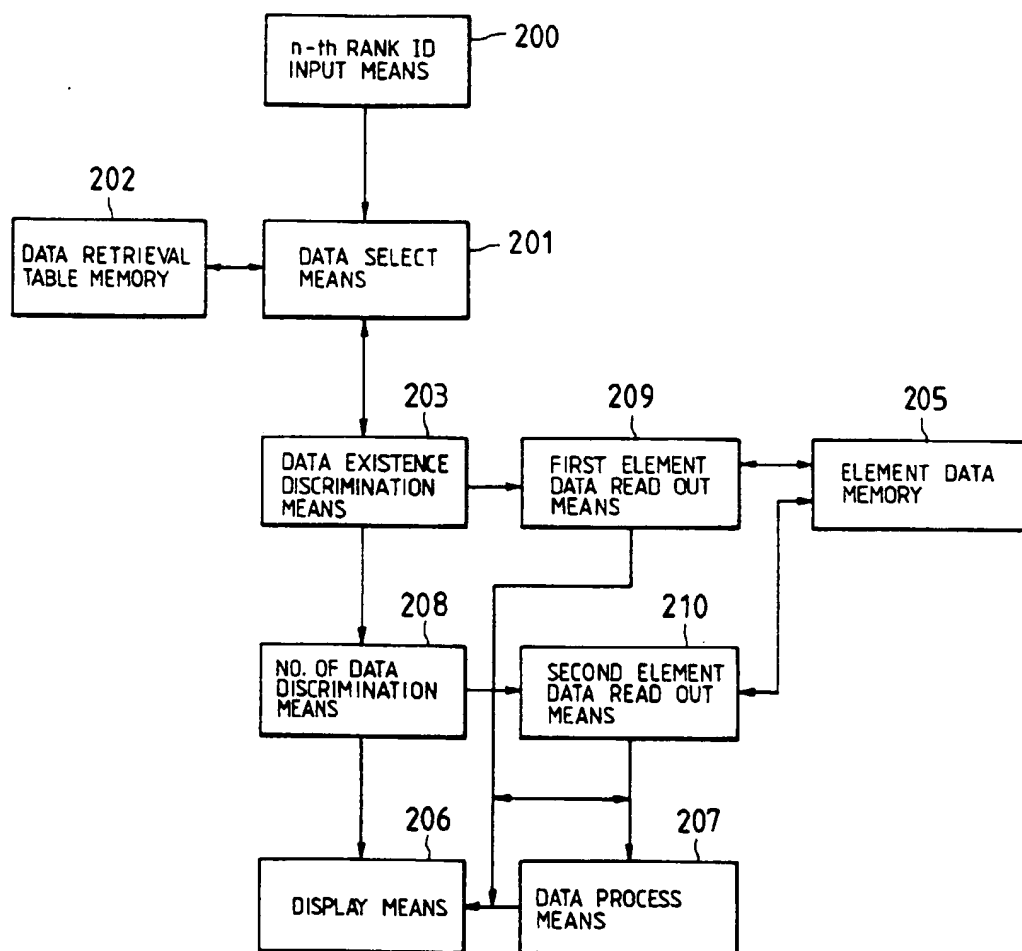 200
n-th RANK ID
INPUT MEANS
202
DATA RETRIEVAL
TABLE MEMORY
201
DATA SELECT
MEANS
203
DATA EXISTENCE
DISCRIMINATION
MEANS
209
FIRST ELEMENT
DATA READ OUT
MEANS
205
ELEMENT DATA
MEMORY
208
NO. OF DATA
DISCRIMINATION
MEANS
210
SECOND ELEMENT
DATA READ OUT
MEANS
206
DISPLAY MEANS
207
DATA PROCESS
MEANS